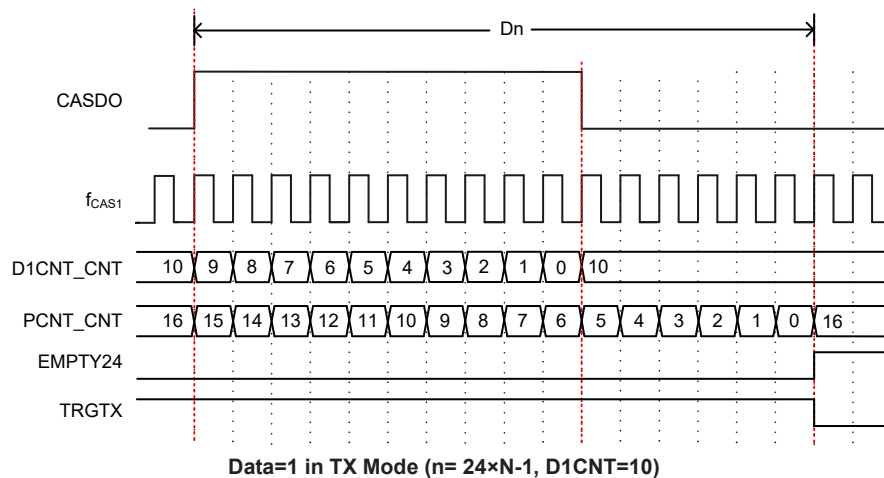 Dn
CASDO
fCAS1
D1CNT_CNT 10 9 8 7 6 5 4 3 2 1 0 10
PCNT_CNT 16 15 14 13 12 11 10 9 8 7 6 5 4 3 2 1 0 16
EMPTY24
TRGTX
Data=1 in TX Mode (n= 24×N-1, D1CNT=10)